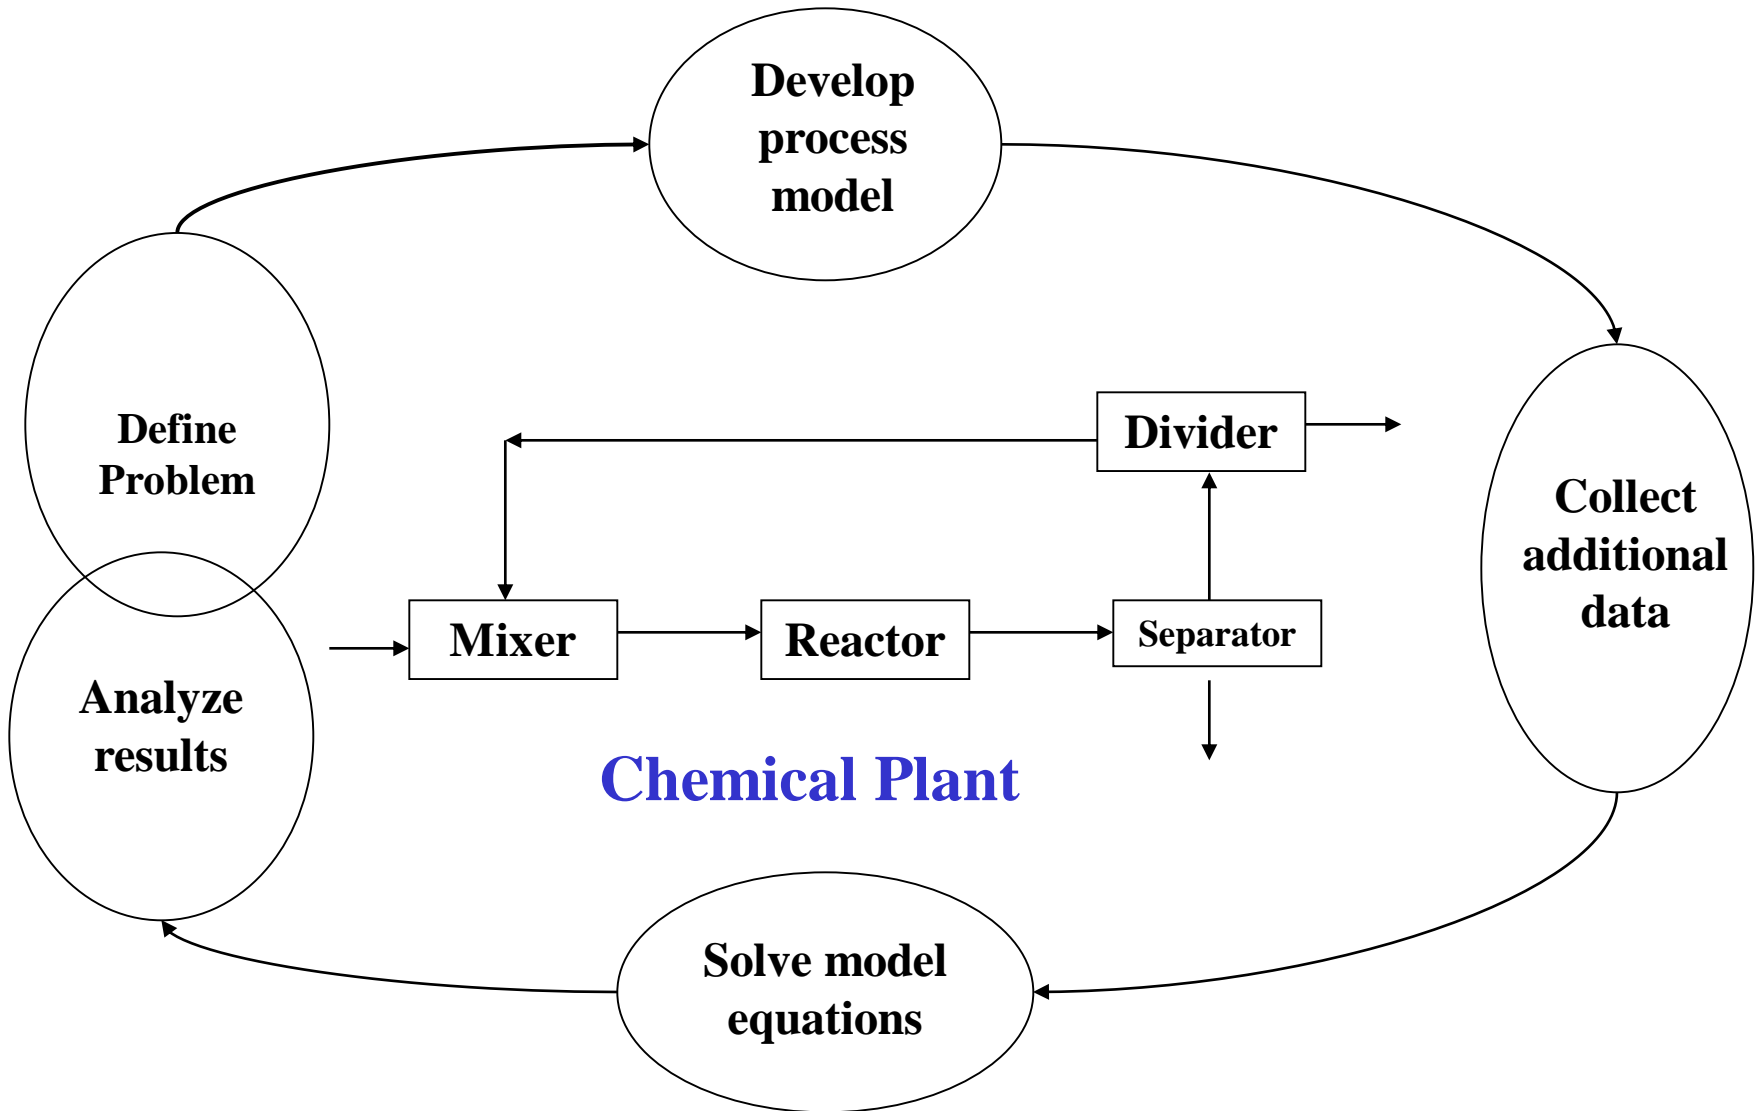 Develop
process
model
Define
Problem
Divider
Collect
additional
data
Mixer
Reactor
Separator
Analyze
results
Chemical Plant
Solve model
equations